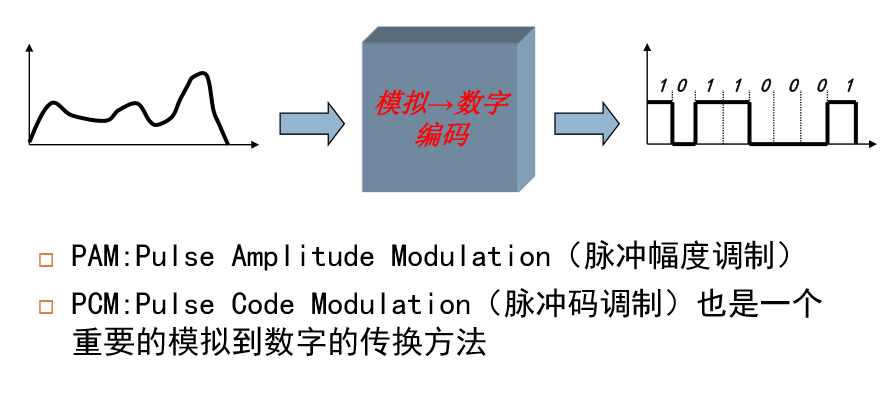 1 0 1 1 0 0 0 1
模拟→数字
编码
PAM:Pulse Amplitude Modulation（脉冲幅度调制）
PCM:Pulse Code Modulation（脉冲码调制）也是一个
重要的模拟到数字的传换方法